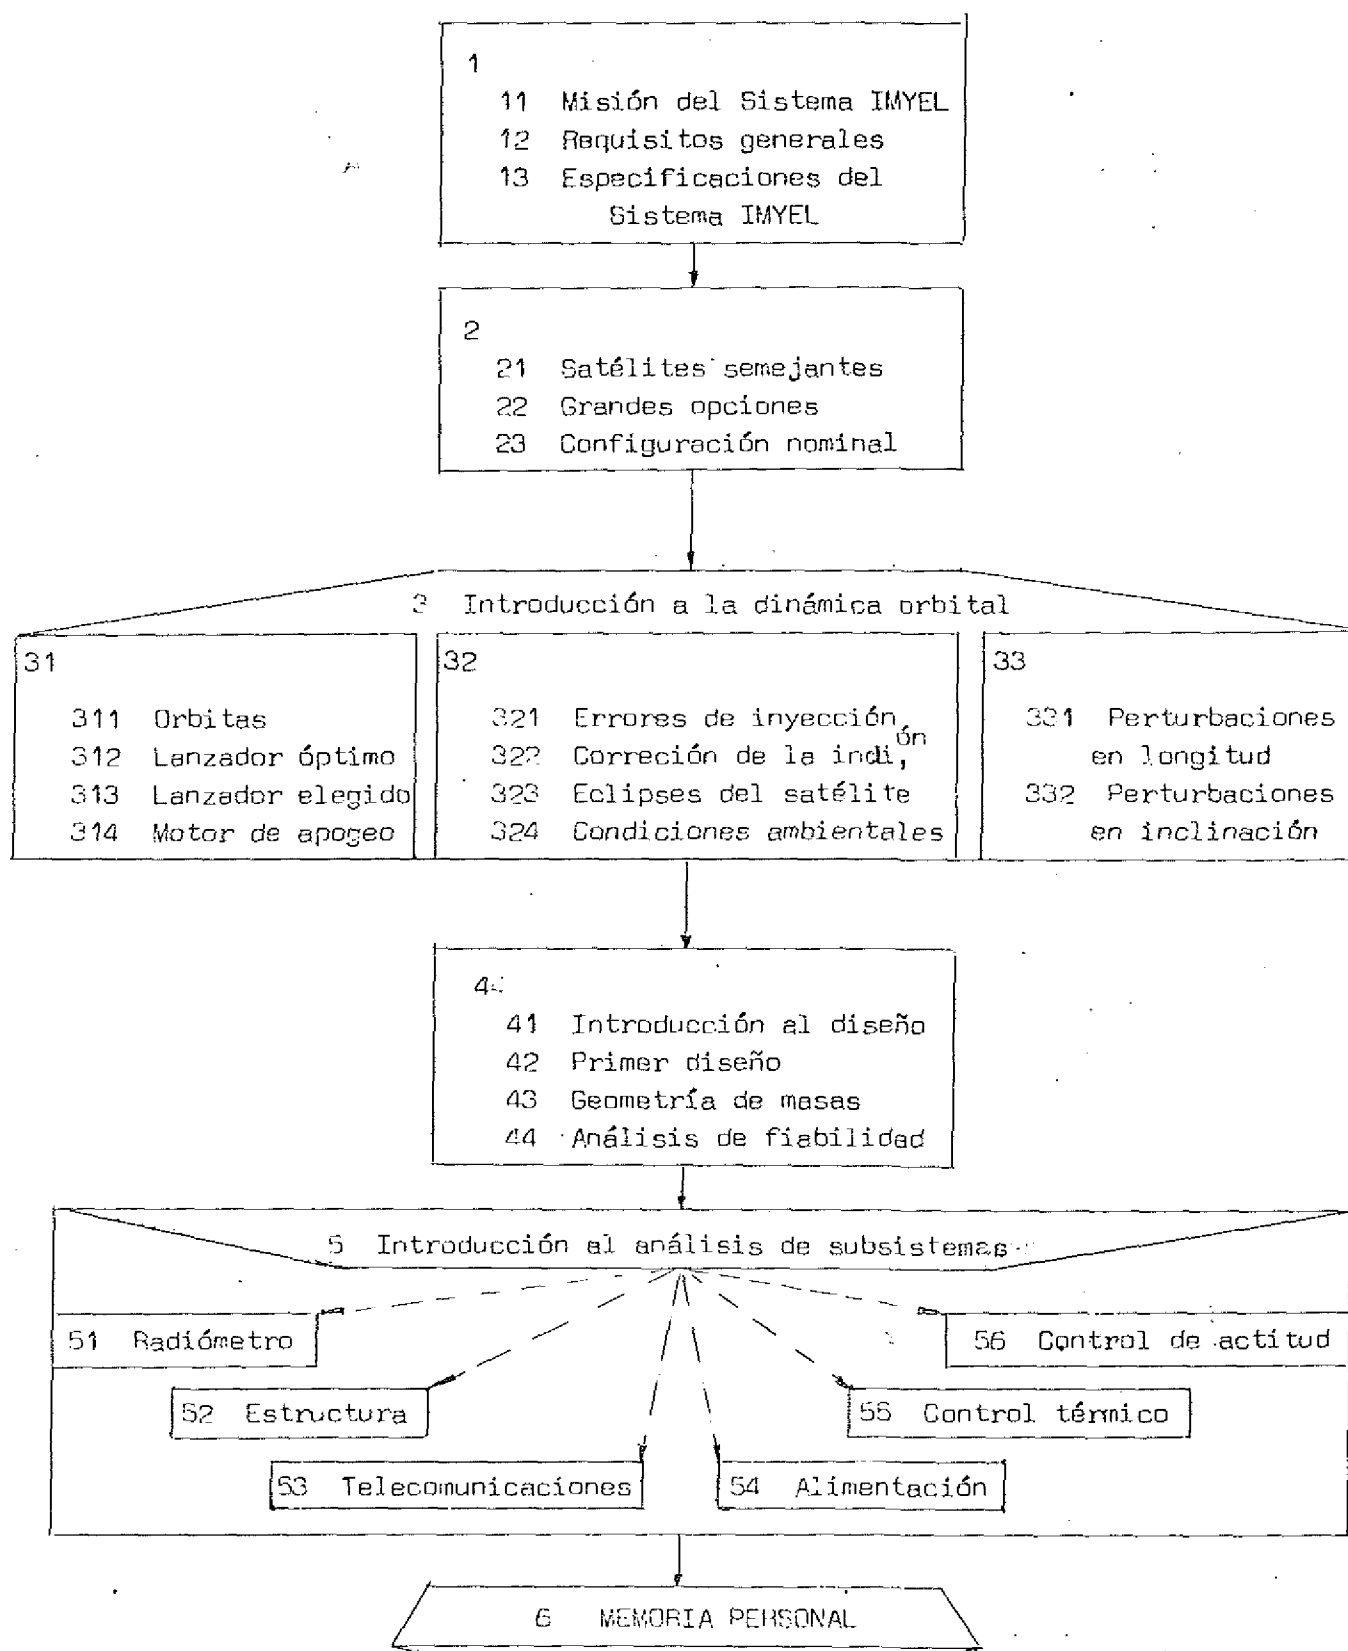 1
11 Misión del Sistema IMYEL
12 Requisitos generales
13 Especificaciones del
Sistema IMYEL
2
21 Satélites semejantes
22 Grandes opciones
23 Configuración nominal
3 Introducción a la dinámica orbital
31
311 Orbitas
312 Lanzador óptimo
313 Lanzador elegido
314 Motor de apogeo
32
321 Errores de inyección
322 Correción de la indi,ón
323 Eclipses del satélite
324 Condiciones ambientales
33
331 Perturbaciones
en longitud
332 Perturbaciones
en inclinación
4
41 Introducción al diseño
42 Primer diseño
43 Geometría de masas
44 Análisis de fiabilidad
5 Introducción al análisis de subsistemas
51 Radiómetro
56 Control de actitud
52 Estructura
55 Control térmico
53 Telecomunicaciones
54 Alimentación
6 MEMORIA PERSONAL